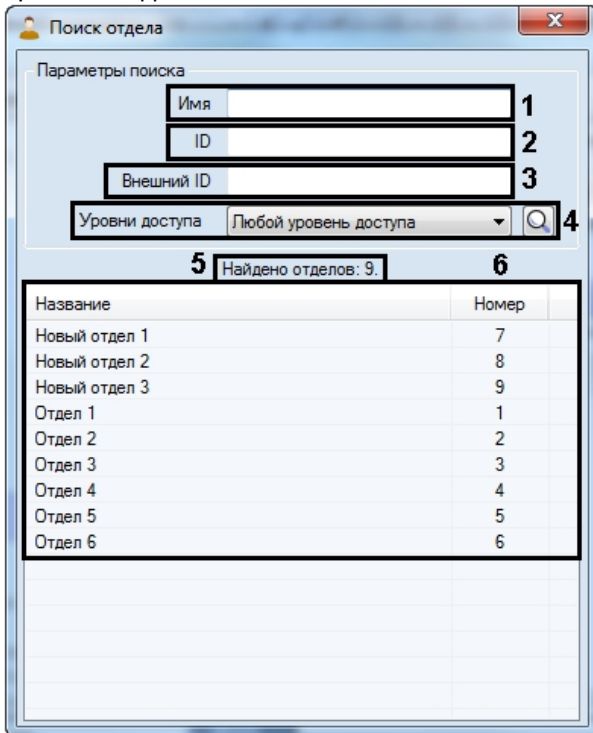 Поиск отдела
Параметры поиска
Имя 1
ID 2
Внешний ID 3
Уровни доступа Любой уровень доступа 4
5 Найдено отделов: 9. 6
Название Номер
Новый отдел 1 7
Новый отдел 2 8
Новый отдел 3 9
Отдел 1 1
Отдел 2 2
Отдел 3 3
Отдел 4 4
Отдел 5 5
Отдел 6 6